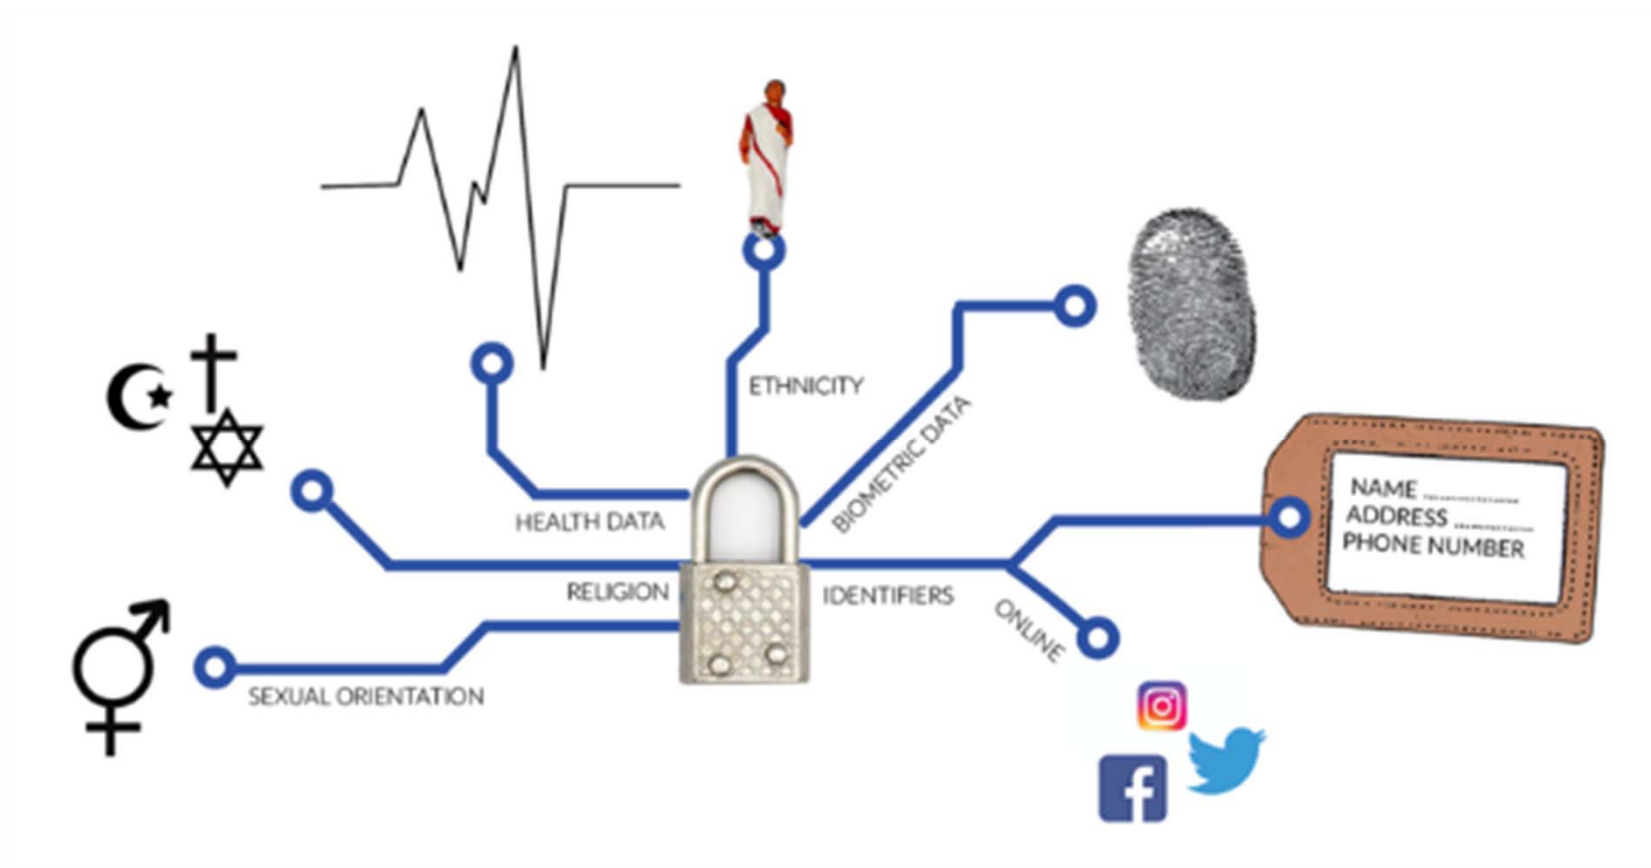 ETHNICITY
BIOMETRIC DATA
HEALTH DATA
NAME
ADDRESS
PHONE NUMBER
RELIGION
IDENTIFIERS
ONLINE
SEXUAL ORIENTATION